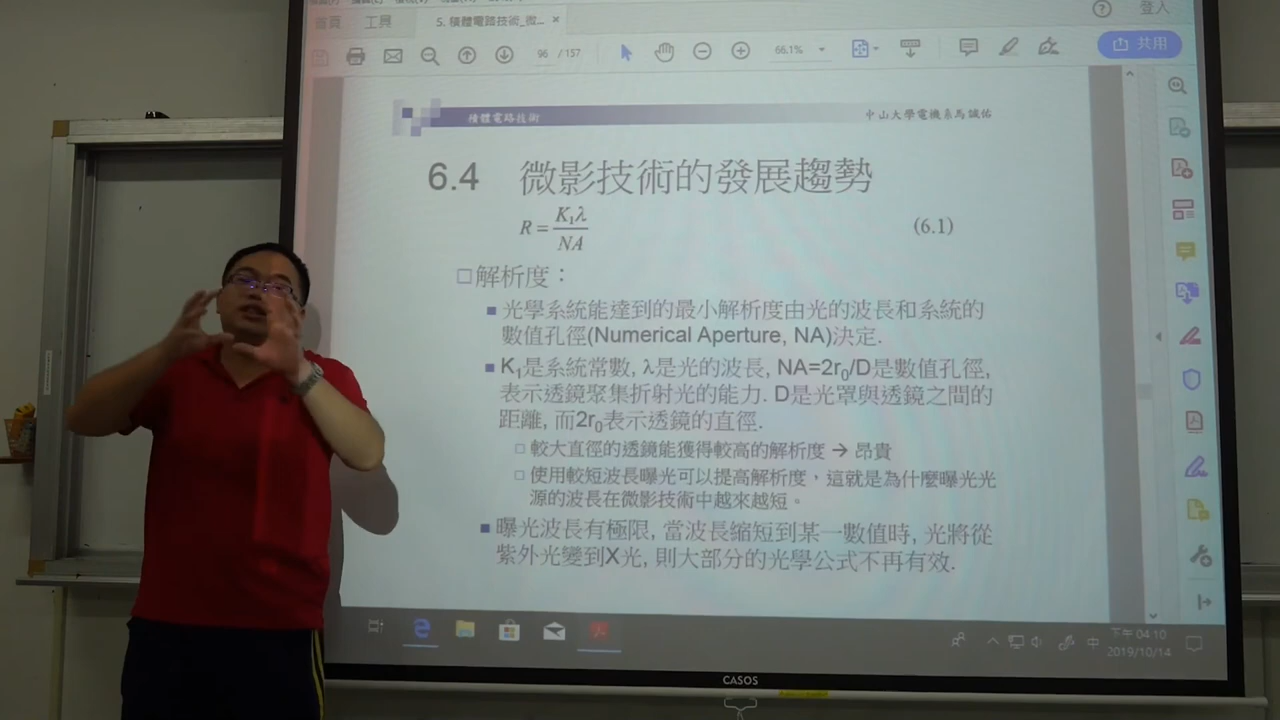 首頁 工具 5. 積體電路技術_微... × 登入
96 / 157 66.1% 共用
積體電路技術 中山大學電機系馬誠佑
6.4 微影技術的發展趨勢
R = K₁λ / NA (6.1)
解析度：
光學系統能達到的最小解析度由光的波長和系統的
數值孔徑(Numerical Aperture, NA)決定.
K₁是系統常數, λ是光的波長, NA=2r₀/D是數值孔徑,
表示透鏡聚集折射光的能力. D是光罩與透鏡之間的
距離, 而2r₀表示透鏡的直徑.
較大直徑的透鏡能獲得較高的解析度 → 昂貴
使用較短波長曝光可以提高解析度，這就是為什麼曝光光
源的波長在微影技術中越來越短。
曝光波長有極限, 當波長縮短到某一數值時, 光將從
紫外光變到X光, 則大部分的光學公式不再有效.
中 下午 04:10
2019/10/14
CASOS